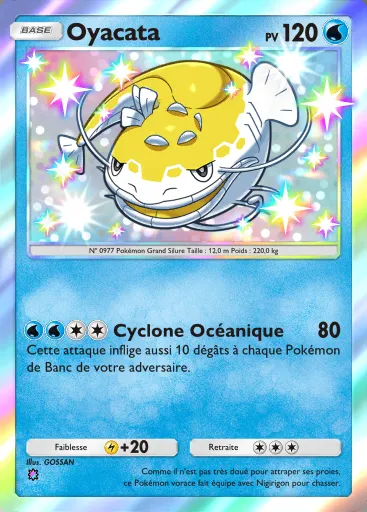 BASE
Oyacata
PV 120
N° 0977 Pokémon Grand Silure Taille : 12,0 m Poids : 220,0 kg
Cyclone Océanique 80
Cette attaque inflige aussi 10 dégâts à chaque Pokémon
de Banc de votre adversaire.
Faiblesse +20 Retraite
Illus. GOSSAN
Comme il n'est pas très doué pour attraper ses proies,
ce Pokémon vorace fait équipe avec Nigirigon pour chasser.